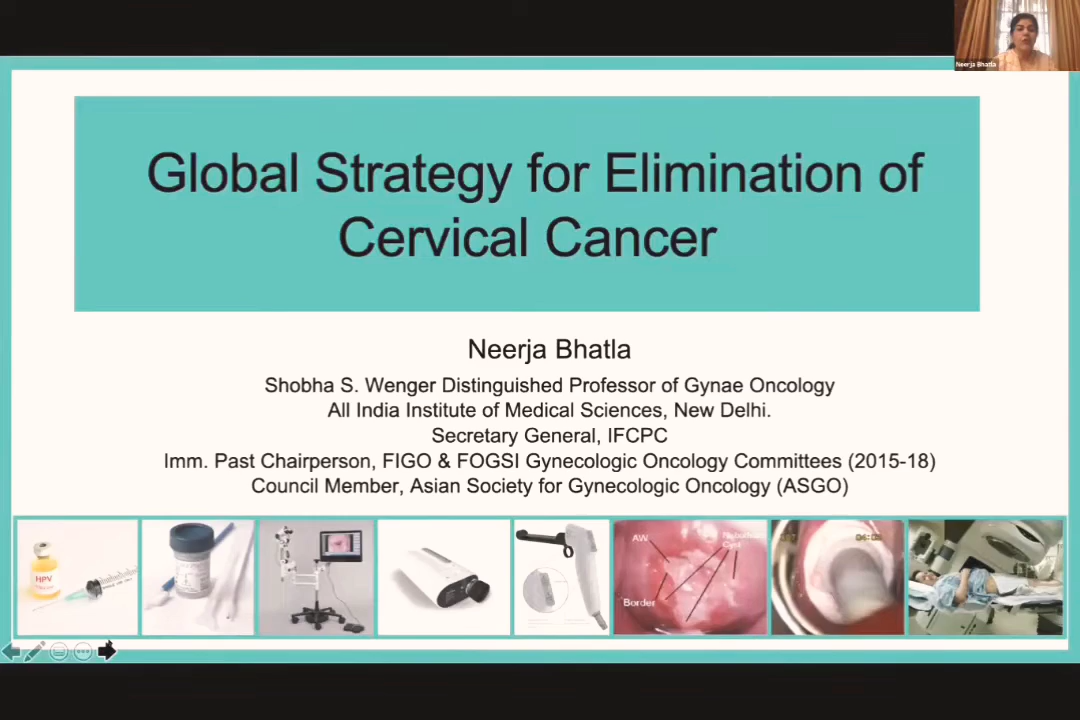 Neerja Bhatla
Global Strategy for Elimination of
Cervical Cancer
Neerja Bhatla
Shobha S. Wenger Distinguished Professor of Gynae Oncology
All India Institute of Medical Sciences, New Delhi.
Secretary General, IFCPC
Imm. Past Chairperson, FIGO & FOGSI Gynecologic Oncology Committees (2015-18)
Council Member, Asian Society for Gynecologic Oncology (ASGO)
HPV
AW
Cyst
Border